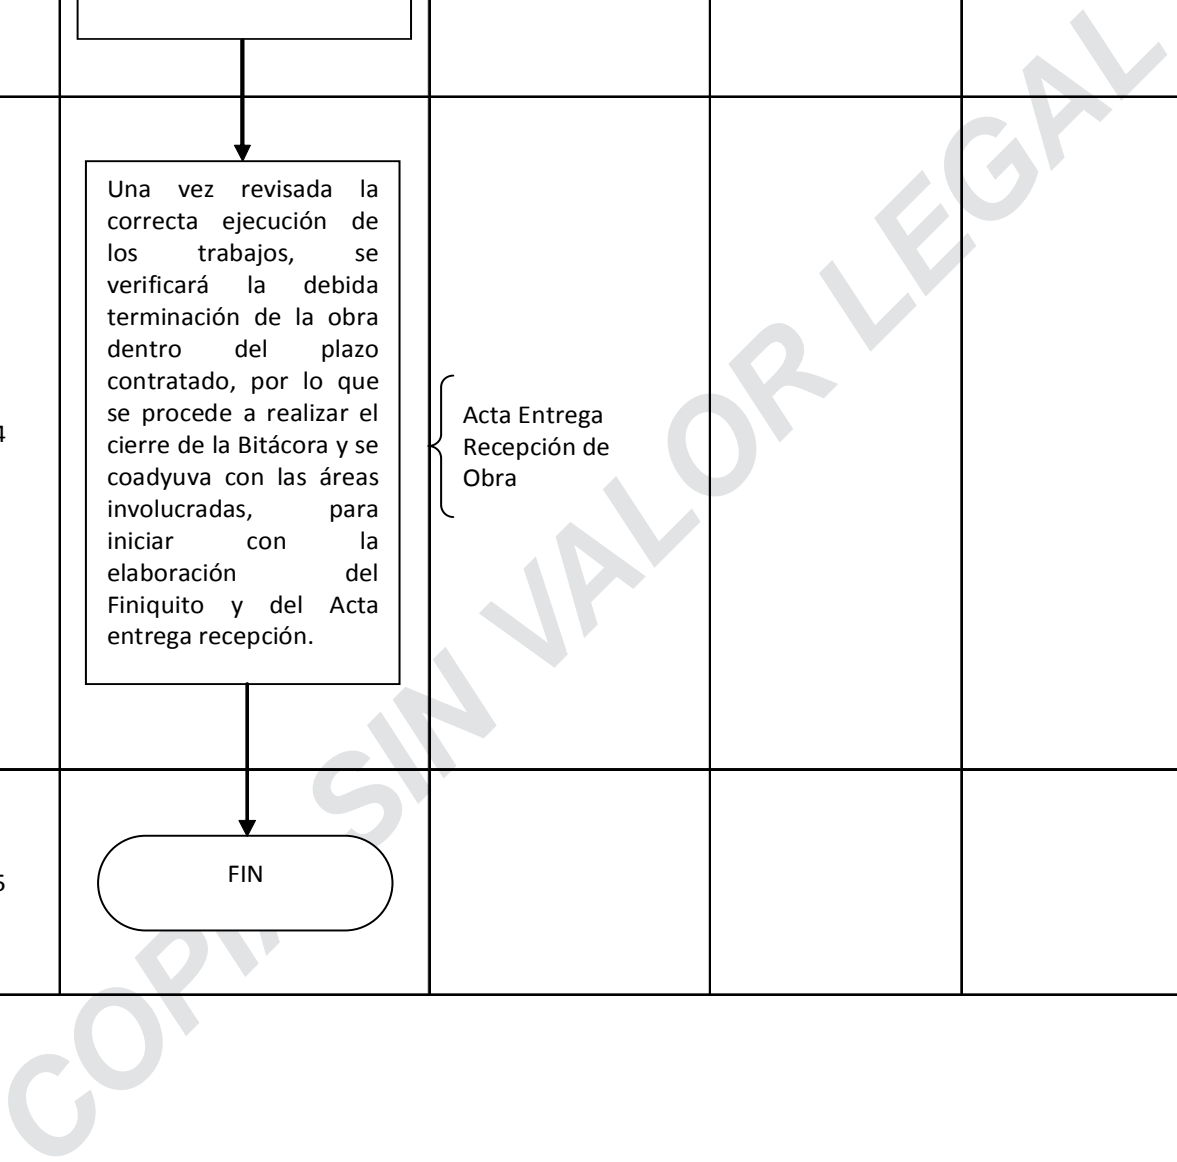 Una vez revisada la
correcta ejecución de
los trabajos, se
verificará la debida
terminación de la obra
dentro del plazo
contratado, por lo que
se procede a realizar el
cierre de la Bitácora y se
coadyuva con las áreas
involucradas, para
iniciar con la
elaboración del
Finiquito y del Acta
entrega recepción.
4
Acta Entrega
Recepción de
Obra
5
FIN
COPIA SIN VALOR LEGAL